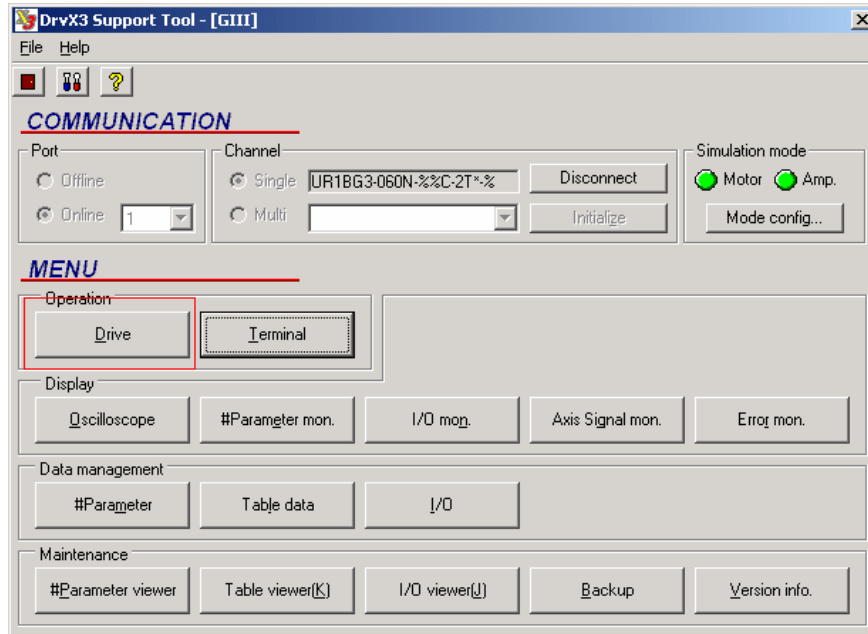 DrvX3 Support Tool - [GIII]
File Help
COMMUNICATION
Port
Offline
Online 1
Channel
Single UR1BG3-060N-%%C-2T*-% Disconnect
Multi Initialize
Simulation mode
Motor Amp.
Mode config...
MENU
Operation
Drive Terminal
Display
Oscilloscope #Parameter mon. I/O mon. Axis Signal mon. Error mon.
Data management
#Parameter Table data I/O
Maintenance
#Parameter viewer Table viewer(K) I/O viewer(J) Backup Version info.